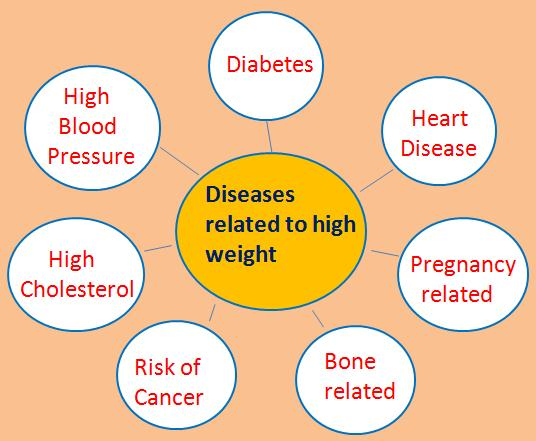 Diabetes
High
Blood
Pressure
Heart
Disease
Diseases
related to high
weight
High
Cholesterol
Pregnancy
related
Risk of
Cancer
Bone
related